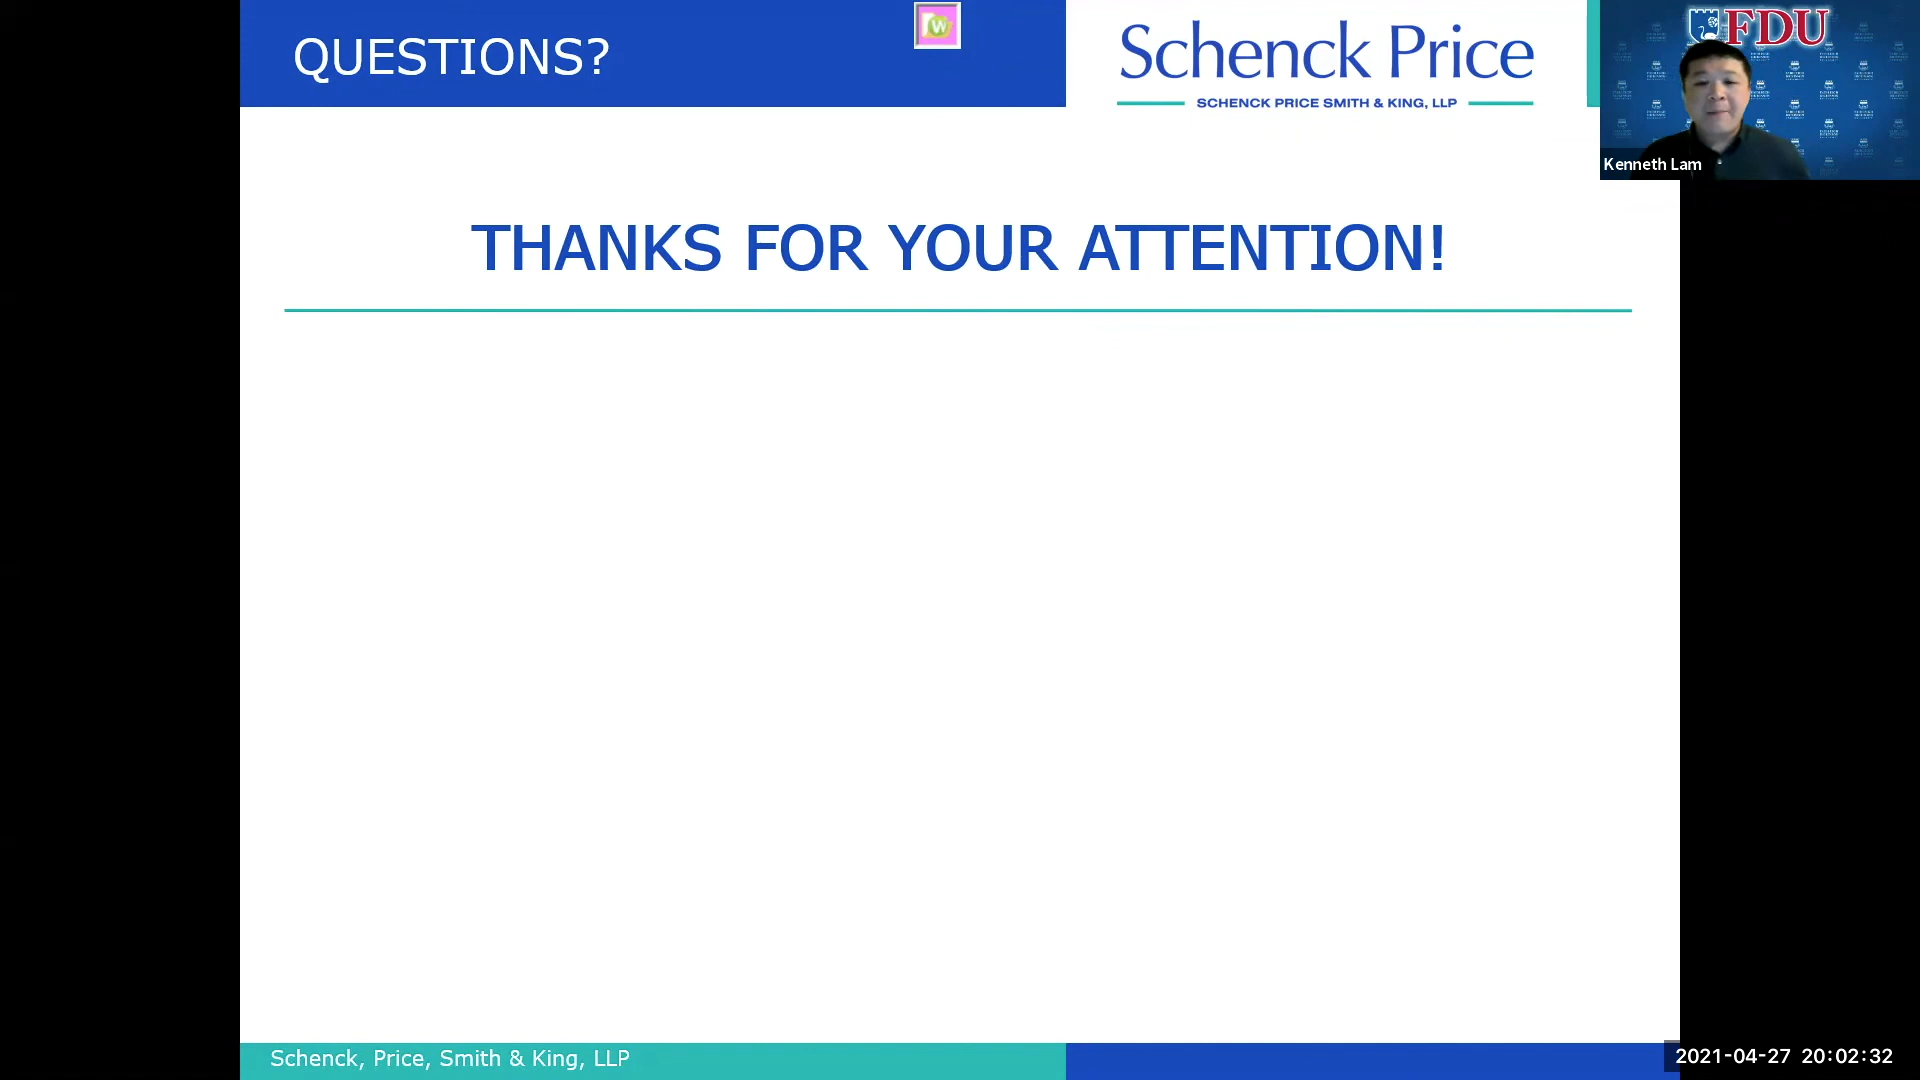 QUESTIONS?
W
Schenck Price
SCHENCK PRICE SMITH & KING, LLP
FDU
Kenneth Lam
THANKS FOR YOUR ATTENTION!
Schenck, Price, Smith & King, LLP
2021-04-27 20:02:32